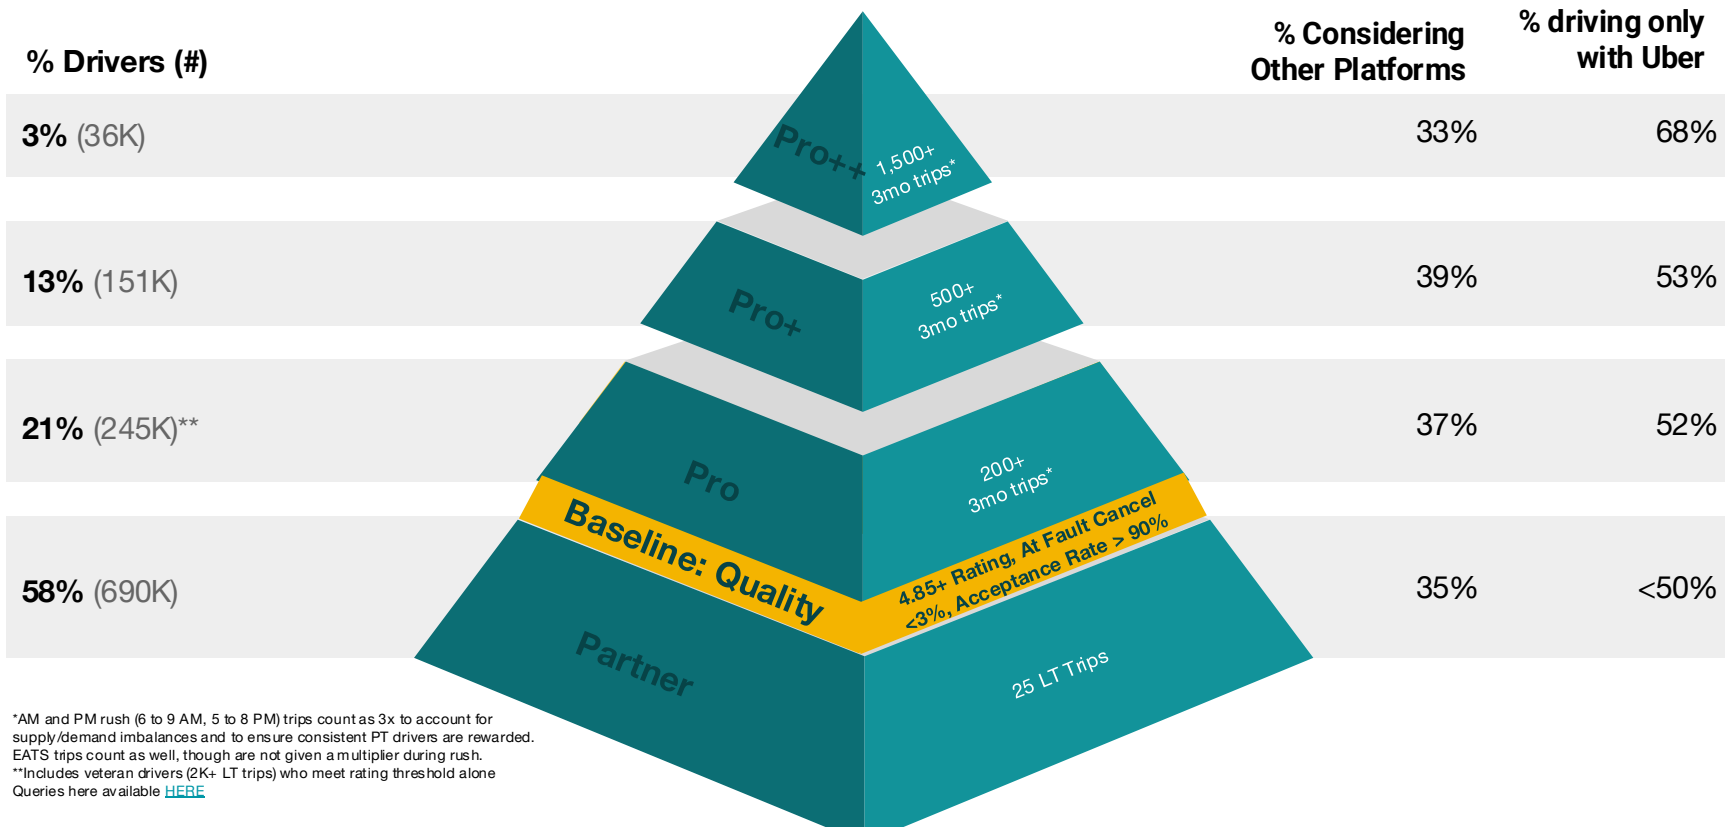 % Drivers (#)
% Considering
Other Platforms
% driving only
with Uber
3% (36K)
Pro++
1,500+
3mo trips*
33%
68%
13% (151K)
Pro+
500+
3mo trips*
39%
53%
21% (245K)**
Pro
200+
3mo trips*
37%
52%
Baseline: Quality
4.85+ Rating, At Fault Cancel
<3%, Acceptance Rate > 90%
58% (690K)
Partner
25 LT Trips
35%
<50%
*AM and PM rush (6 to 9 AM, 5 to 8 PM) trips count as 3x to account for
supply/demand imbalances and to ensure consistent PT drivers are rewarded.
EATS trips count as well, though are not given a multiplier during rush.
**Includes veteran drivers (2K+ LT trips) who meet rating threshold alone
Queries here available HERE